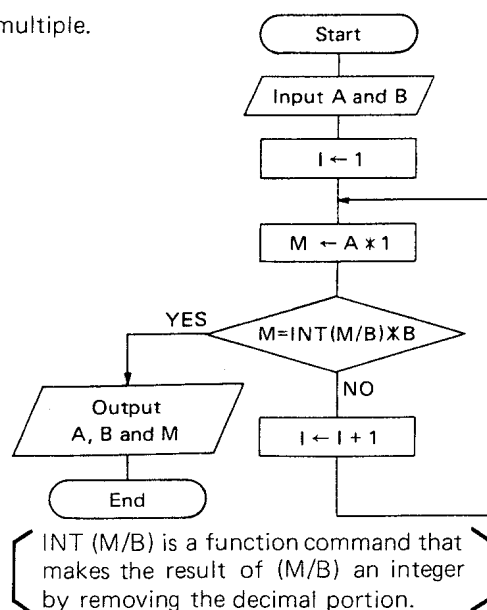 multiple.
Start
Input A and B
I ← 1
M ← A * 1
YES
M=INT(M/B)*B
NO
Output
A, B and M
I ← I + 1
End
INT (M/B) is a function command that
makes the result of (M/B) an integer
by removing the decimal portion.